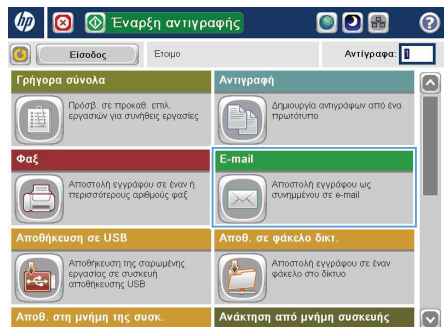 hp Έναρξη αντιγραφής ?
Είσοδος Έτοιμο Αντίγραφα: 1
Γρήγορα σύνολα Αντιγραφή
Πρόσβ. σε προκαθ. επιλ.
εργασιών για συνήθεις εργασίες
Δημιουργία αντιγράφων από ένα
πρωτότυπο
Φαξ E-mail
Αποστολή εγγράφου σε έναν ή
περισσότερους αριθμούς φαξ
Αποστολή εγγράφου ως
συνημμένου σε e-mail
Αποθήκευση σε USB Αποθ. σε φάκελο δικτ.
Αποθήκευση της σαρωμένης
εργασίας σε συσκευή
αποθήκευσης USB
Αποστολή εγγράφου σε έναν
φάκελο στο δίκτυο
Αποθ. στη μνήμη της συσκ. Ανάκτηση από μνήμη συσκευής